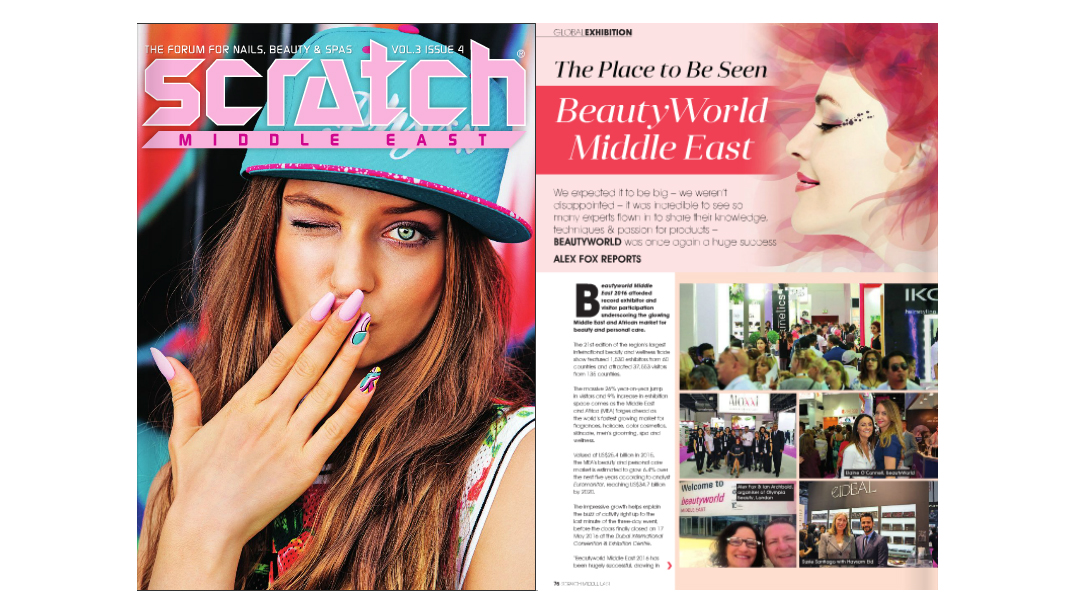 THE FORUM FOR NAILS, BEAUTY & SPAS
VOL.3 ISSUE 4
scratch®
MIDDLE EAST
GLOBALEXHIBITION
The Place to Be Seen
BeautyWorld
Middle East
We expected it to be big – we weren't
disappointed – it was incredible to see so
many experts flown in to share their knowledge,
techniques & passion for products –
BEAUTYWORLD was once again a huge success
ALEX FOX REPORTS
Beautyworld Middle
East 2016 attended
record exhibitor and
visitor participation
underscoring the glowing
Middle East and African market for
beauty and personal care.
The 21st edition of the region's largest
international beauty and wellness trade
show featured 1,530 exhibitors from 60
countries and attracted 37,553 visitors
from 135 countries.
The massive 26% year-on-year jump
in visitors and 9% increase in exhibition
space comes as the Middle East
and Africa (MEA) forges ahead as
the world's fastest growing market for
fragrances, haircare, color cosmetics,
skincare, men's grooming, spa and
wellness.
Valued at US$25.4 billion in 2015,
the MEA's beauty and personal care
market is estimated to grow 6.4% over
the next five years according to analyst
Euromonitor, reaching US$34.7 billion
by 2020.
The impressive growth helps explain
the buzz of activity right up to the
last minute of the three-day event,
before the doors finally closed on 17
May 2016 at the Dubai International
Convention & Exhibition Centre.
"Beautyworld Middle East 2016 has
been hugely successful, drawing in
IKO
Alexxi
Elaine O'Connell, BeautyWorld
Welcome to
beautyworld
MIDDLE EAST
Alex Fox & Ian Archbold,
organiser of Olympia
Beauty, London
eIDEAL
with Haysam Eid
76 SCRATCH MIDDLE EAST